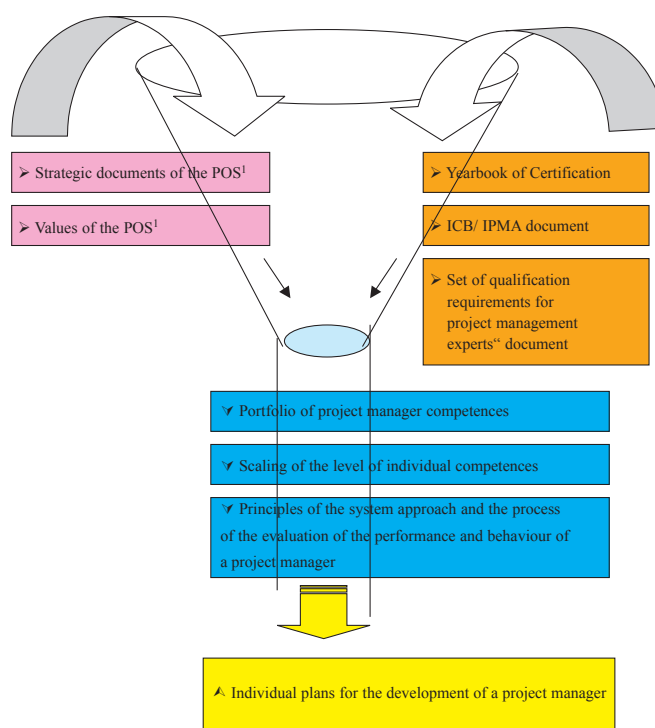 ➢ Strategic documents of the POS¹
➢ Values of the POS¹
➢ Yearbook of Certification
➢ ICB/ IPMA document
➢ Set of qualification
requirements for
project management
experts“ document
⮛ Portfolio of project manager competences
⮛ Scaling of the level of individual competences
⮛ Principles of the system approach and the process
of the evaluation of the performance and behaviour of
a project manager
⮙ Individual plans for the development of a project manager